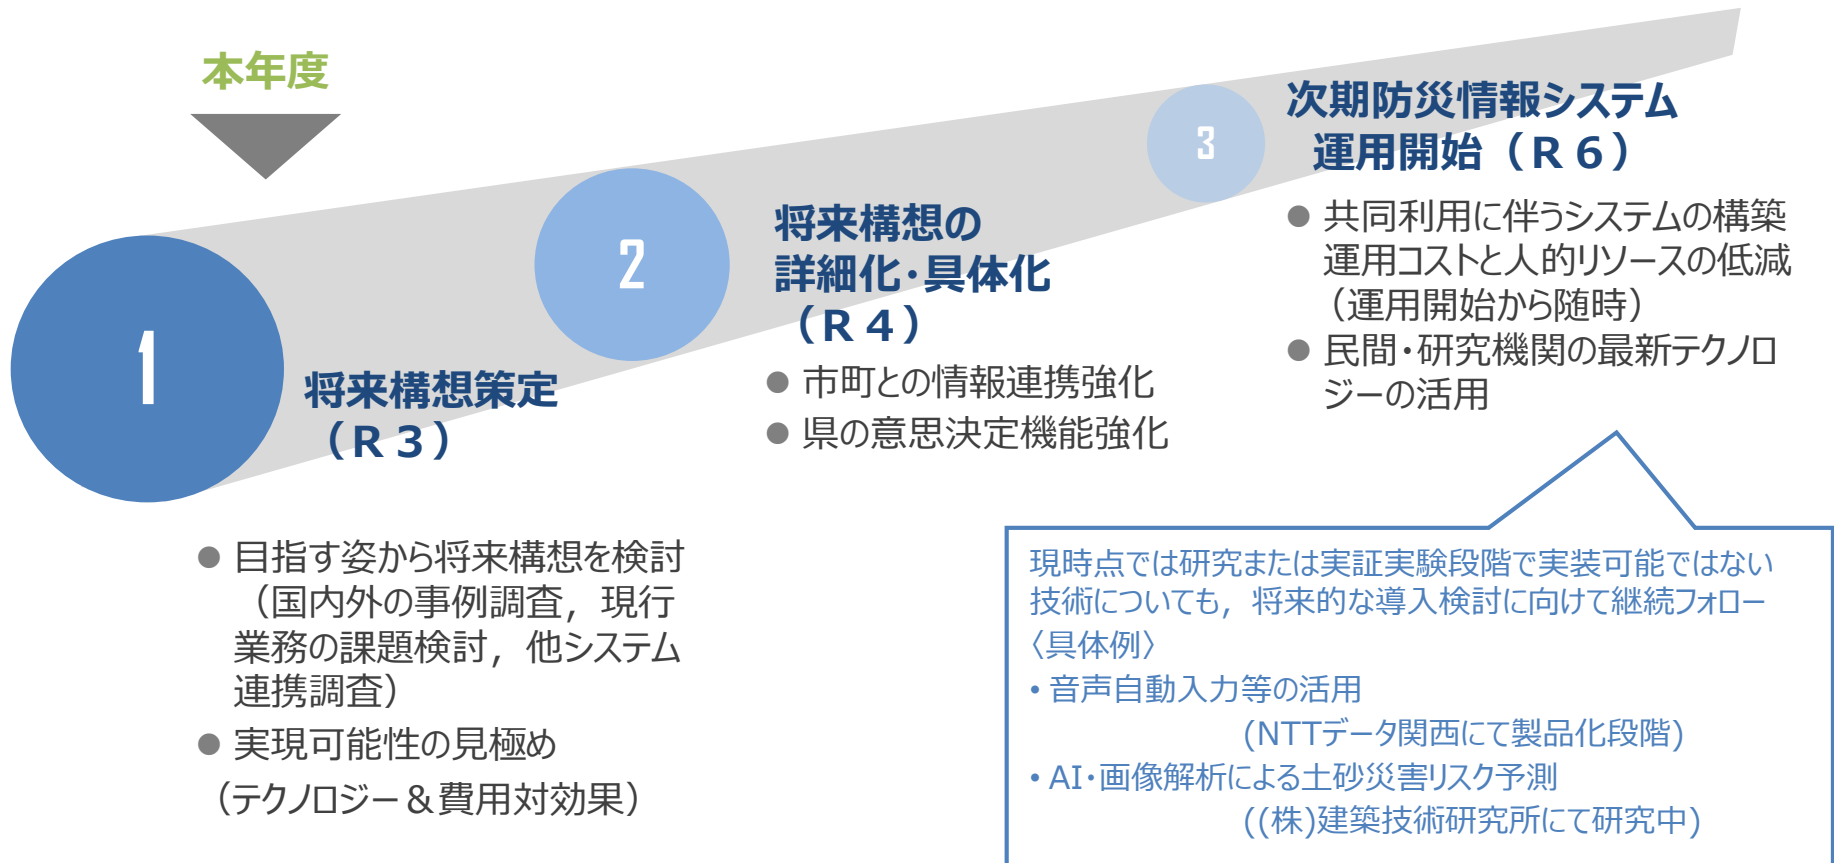 本年度
1
将来構想策定
（Ｒ３）
● 目指す姿から将来構想を検討
（国内外の事例調査，現行
業務の課題検討，他システム
連携調査）
● 実現可能性の見極め
（テクノロジー＆費用対効果）
2
将来構想の
詳細化・具体化
（Ｒ４）
● 市町との情報連携強化
● 県の意思決定機能強化
3
次期防災情報システム
運用開始（Ｒ６）
● 共同利用に伴うシステムの構築
運用コストと人的リソースの低減
（運用開始から随時）
● 民間・研究機関の最新テクノロ
ジーの活用
現時点では研究または実証実験段階で実装可能ではない
技術についても，将来的な導入検討に向けて継続フォロー
〈具体例〉
• 音声自動入力等の活用
(NTTデータ関西にて製品化段階)
• AI・画像解析による土砂災害リスク予測
((株)建築技術研究所にて研究中)